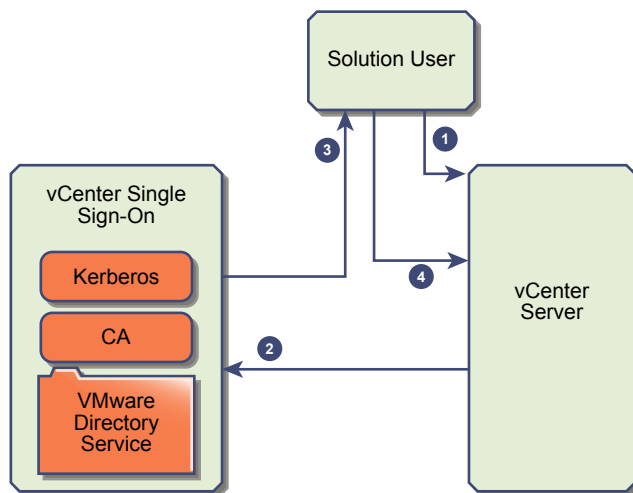 Solution User
1
3
vCenter Single
Sign-On
Kerberos
4
vCenter
Server
CA
2
VMware
Directory
Service